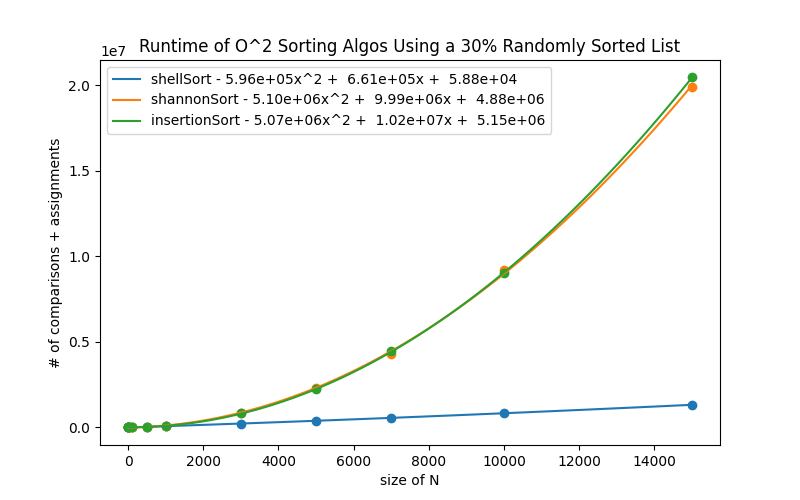 Runtime of O^2 Sorting Algos Using a 30% Randomly Sorted List
1e7
shellSort - 5.96e+05x^2 +  6.61e+05x +  5.88e+04
shannonSort - 5.10e+06x^2 +  9.99e+06x +  4.88e+06
insertionSort - 5.07e+06x^2 +  1.02e+07x +  5.15e+06
# of comparisons + assignments
2.0
1.5
1.0
0.5
0.0
0 2000 4000 6000 8000 10000 12000 14000
size of N